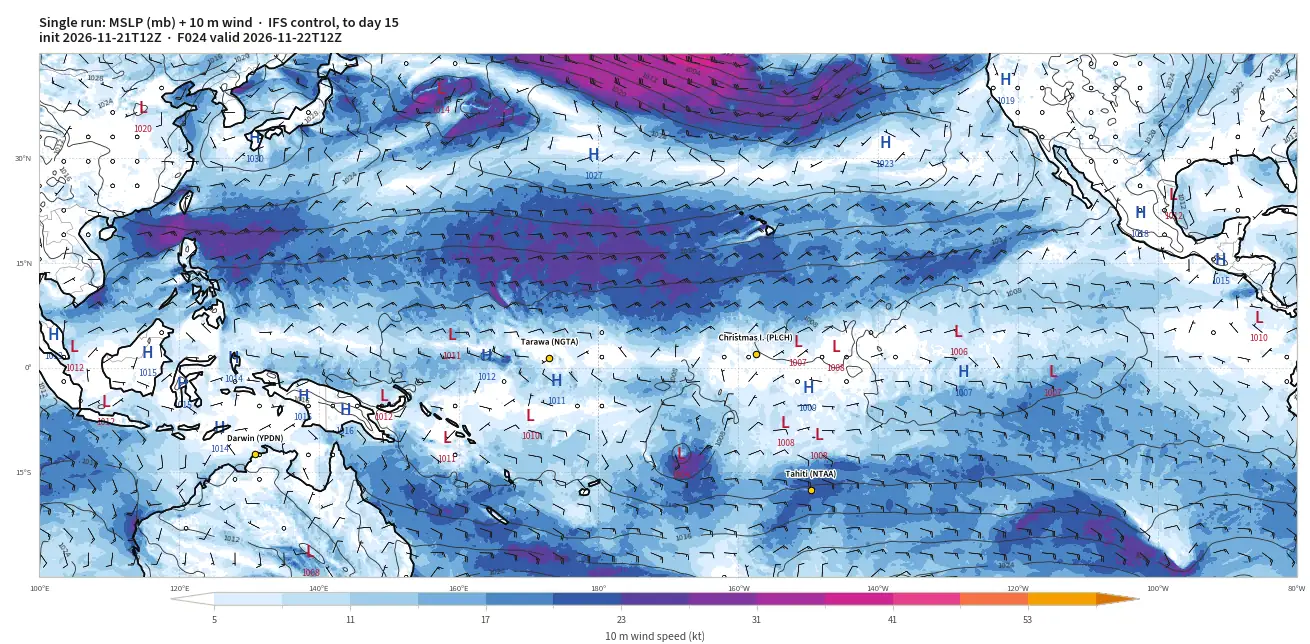 Single run: MSLP (mb) + 10 m wind · IFS control, to day 15
init 2026-11-21T12Z · F024 valid 2026-11-22T12Z
H
1019
L
1020
H
1030
H
1027
H
1023
L
1012
H
1018
H
1015
L
1010
L
1011
H
1012
Tarawa (NGTA)
H
1011
Christmas I. (PLCH)
L
1007
L
1008
L
1006
H
1007
L
H
1009
L
1012
H
1015
H
1014
L
1012
L
1010
L
1011
L
1008
L
1008
H
1014
Darwin (YPDN)
Tahiti (NTAA)
L
L
1008
30°N
15°N
0°
15°S
100°E
120°E
140°E
160°E
180°
160°W
140°W
120°W
100°W
80°W
5
11
17
23
31
41
53
10 m wind speed (kt)